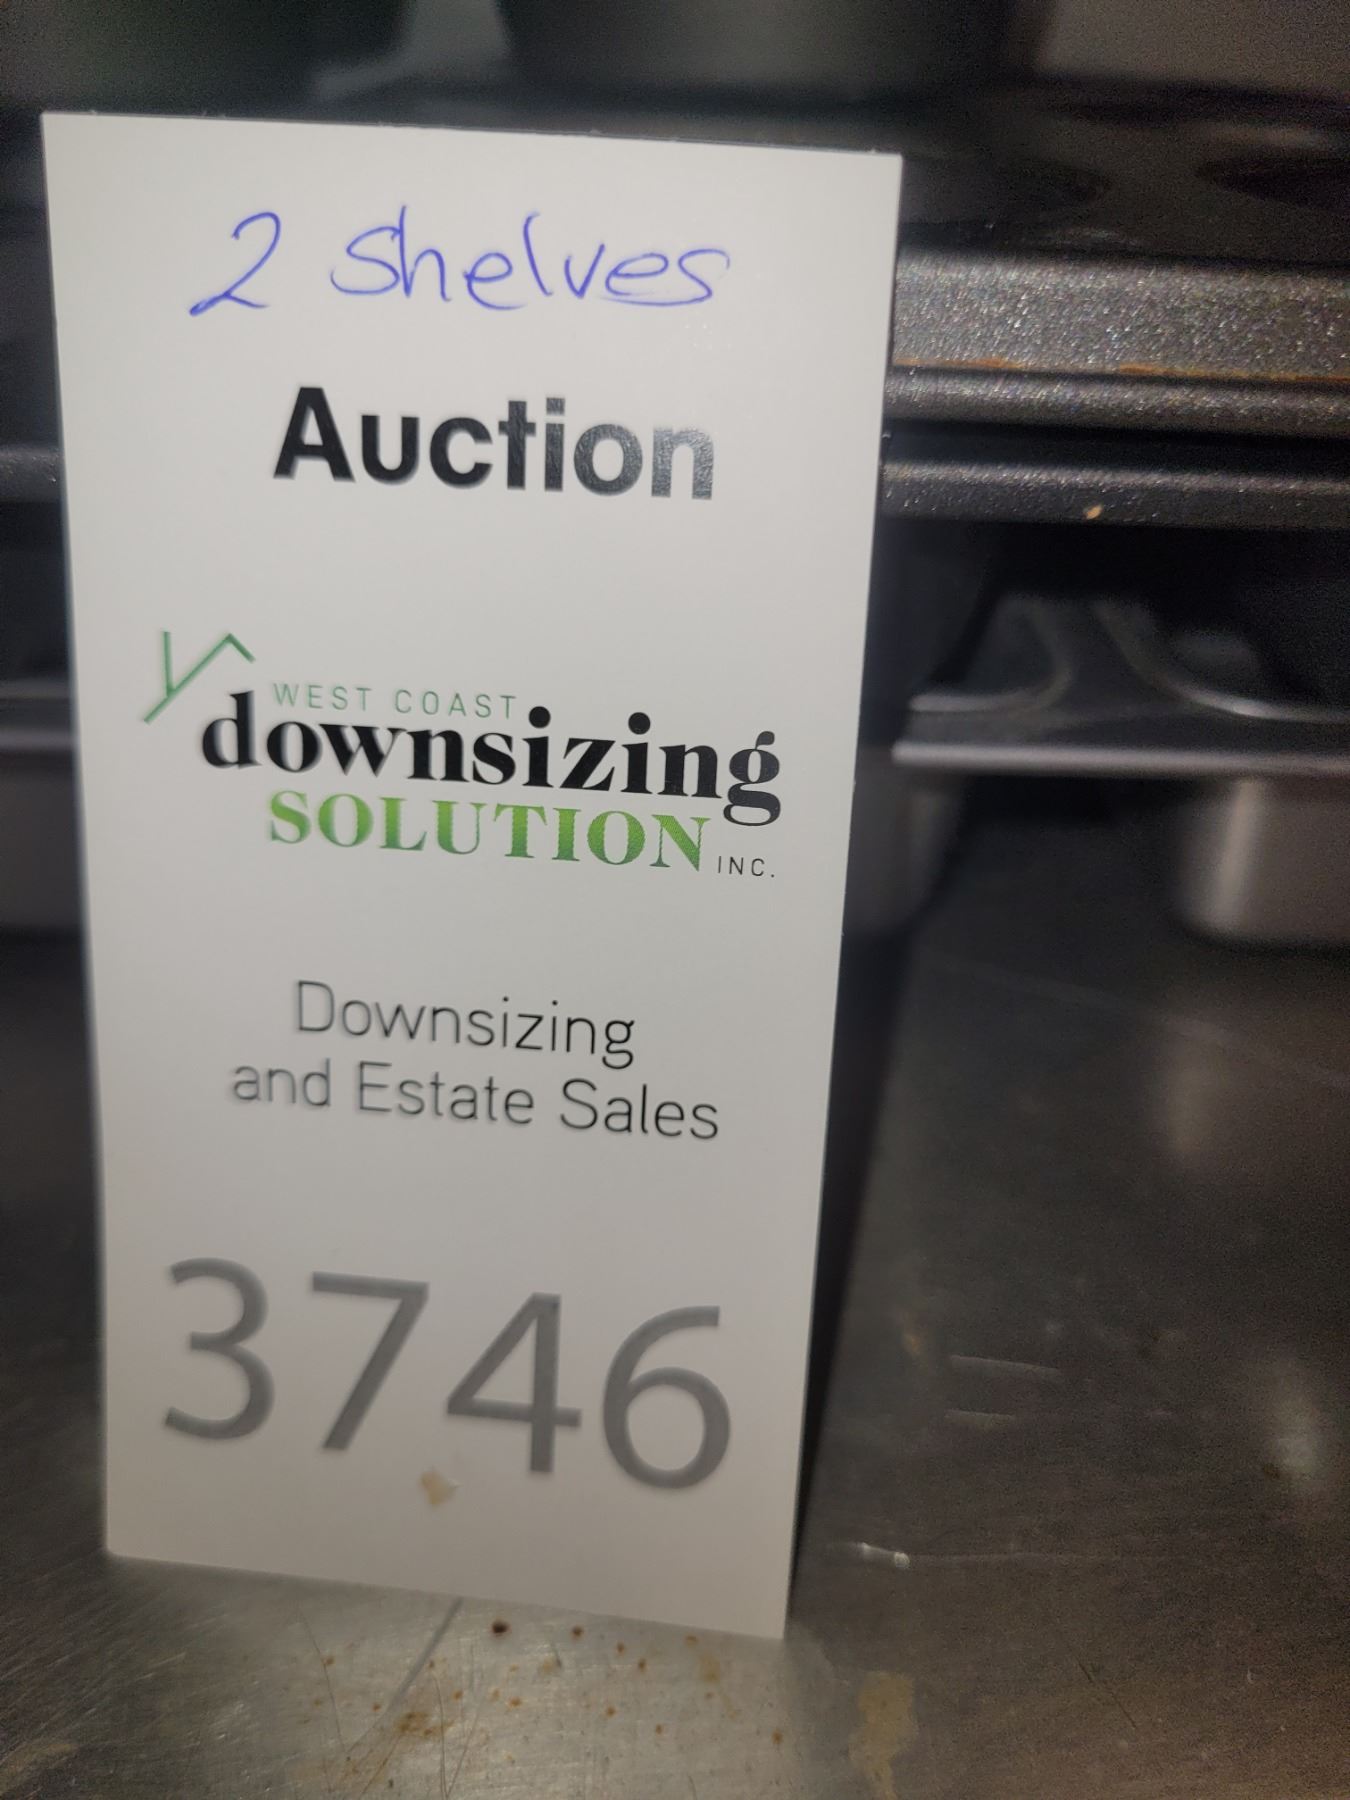 2 Shelves
Auction
WEST COAST
downsizing
SOLUTION INC.
Downsizing
and Estate Sales
3746